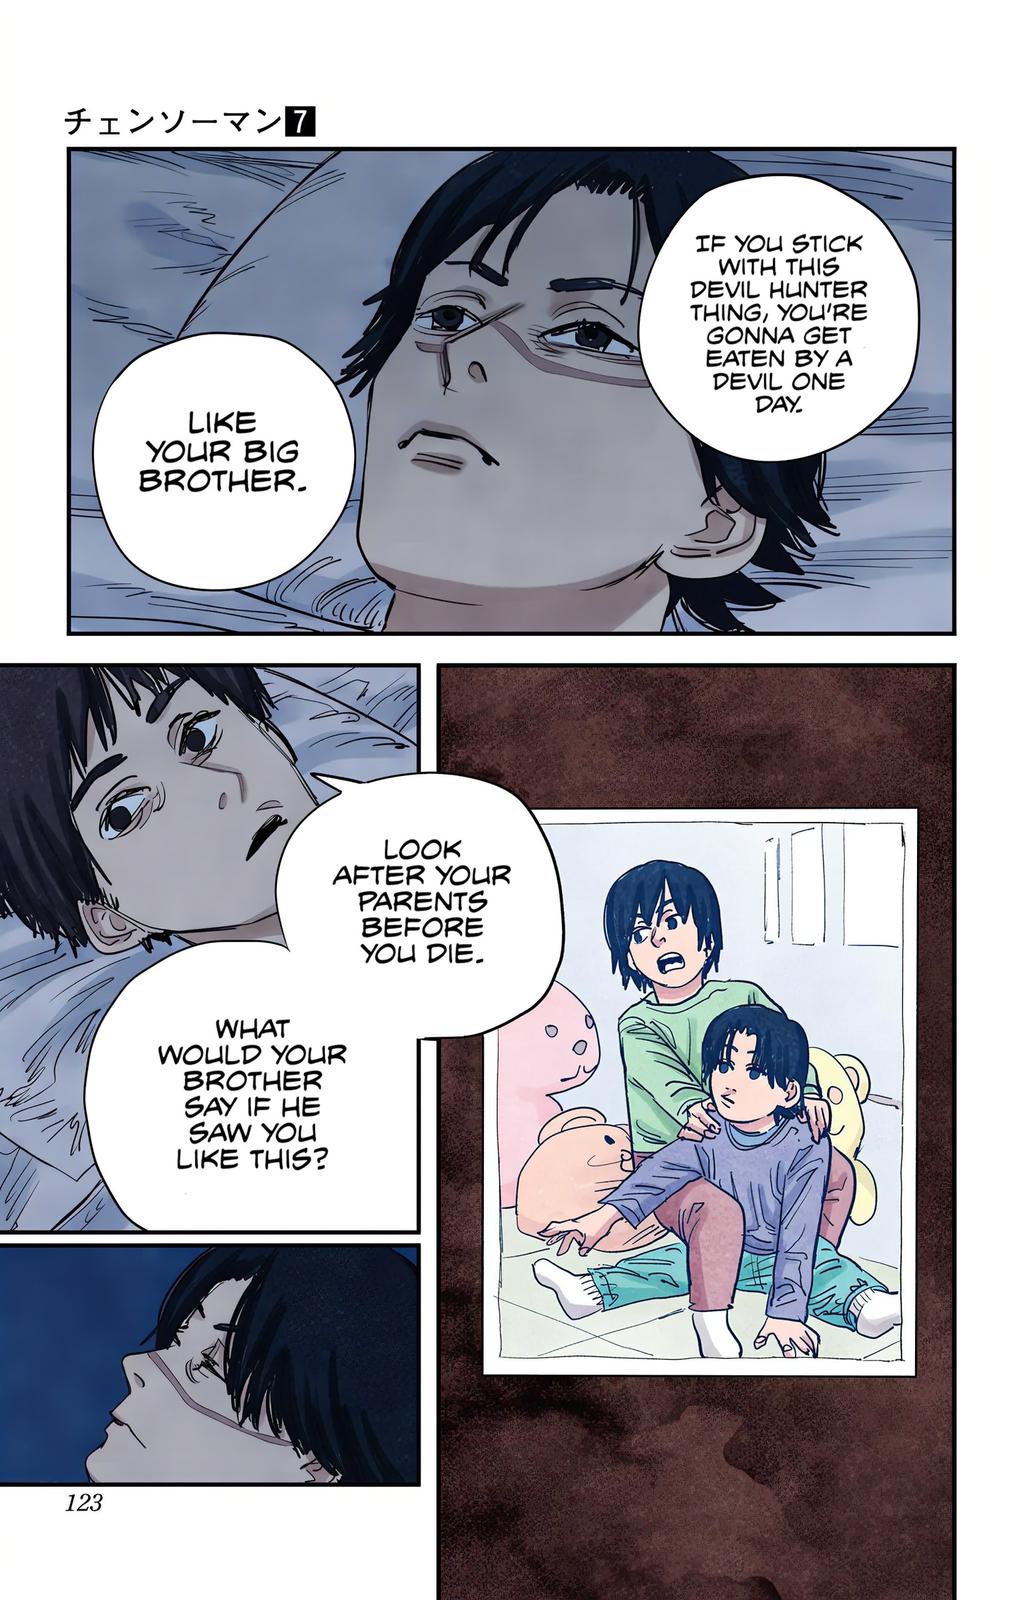 チェンソーマン7
IF YOU STICK
WITH THIS
DEVIL HUNTER
THING, YOU'RE
GONNA GET
EATEN BY A
DEVIL ONE
DAY.
LIKE
YOUR BIG
BROTHER.
LOOK
AFTER YOUR
PARENTS
BEFORE
YOU DIE.
WHAT
WOULD YOUR
BROTHER
SAY IF HE
SAW YOU
LIKE THIS?
123